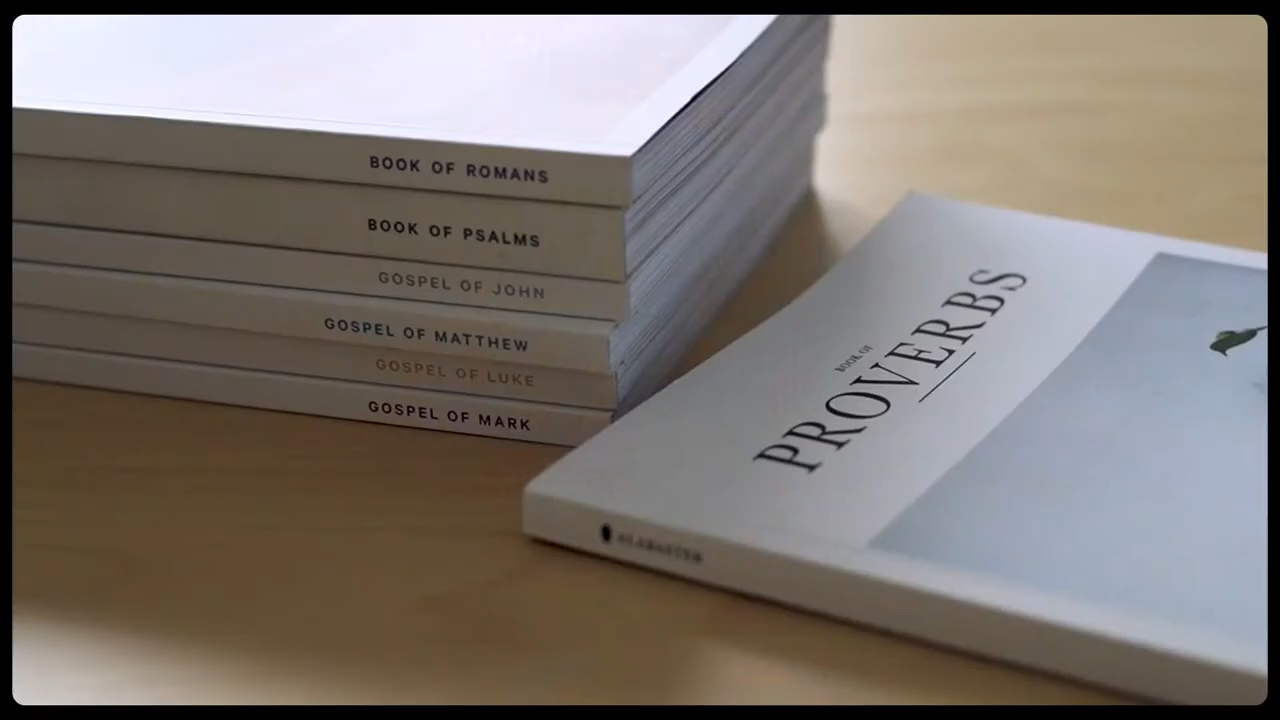 BOOK OF ROMANS
BOOK OF PSALMS
GOSPEL OF JOHN
GOSPEL OF MATTHEW
GOSPEL OF LUKE
GOSPEL OF MARK
BOOK OF
PROVERBS
ALABASTER